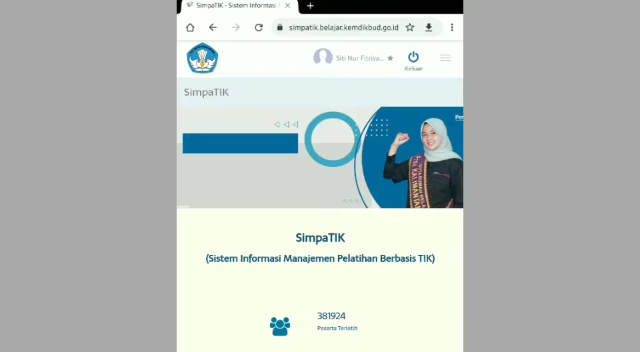 SimpaTIK - Sistem Informasi
simpatik.belajar.kemdikbud.go.id
Siti Nur Fitriya...
Keluar
SimpaTIK
SimpaTIK
(Sistem Informasi Manajemen Pelatihan Berbasis TIK)
381924
Peserta Terlatih